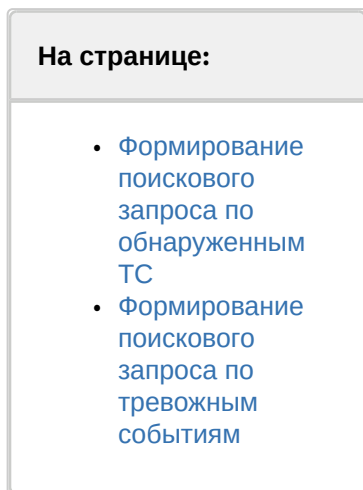 На странице:
• Формирование
поискового
запроса по
обнаруженным
ТС
• Формирование
поискового
запроса по
тревожным
событиям